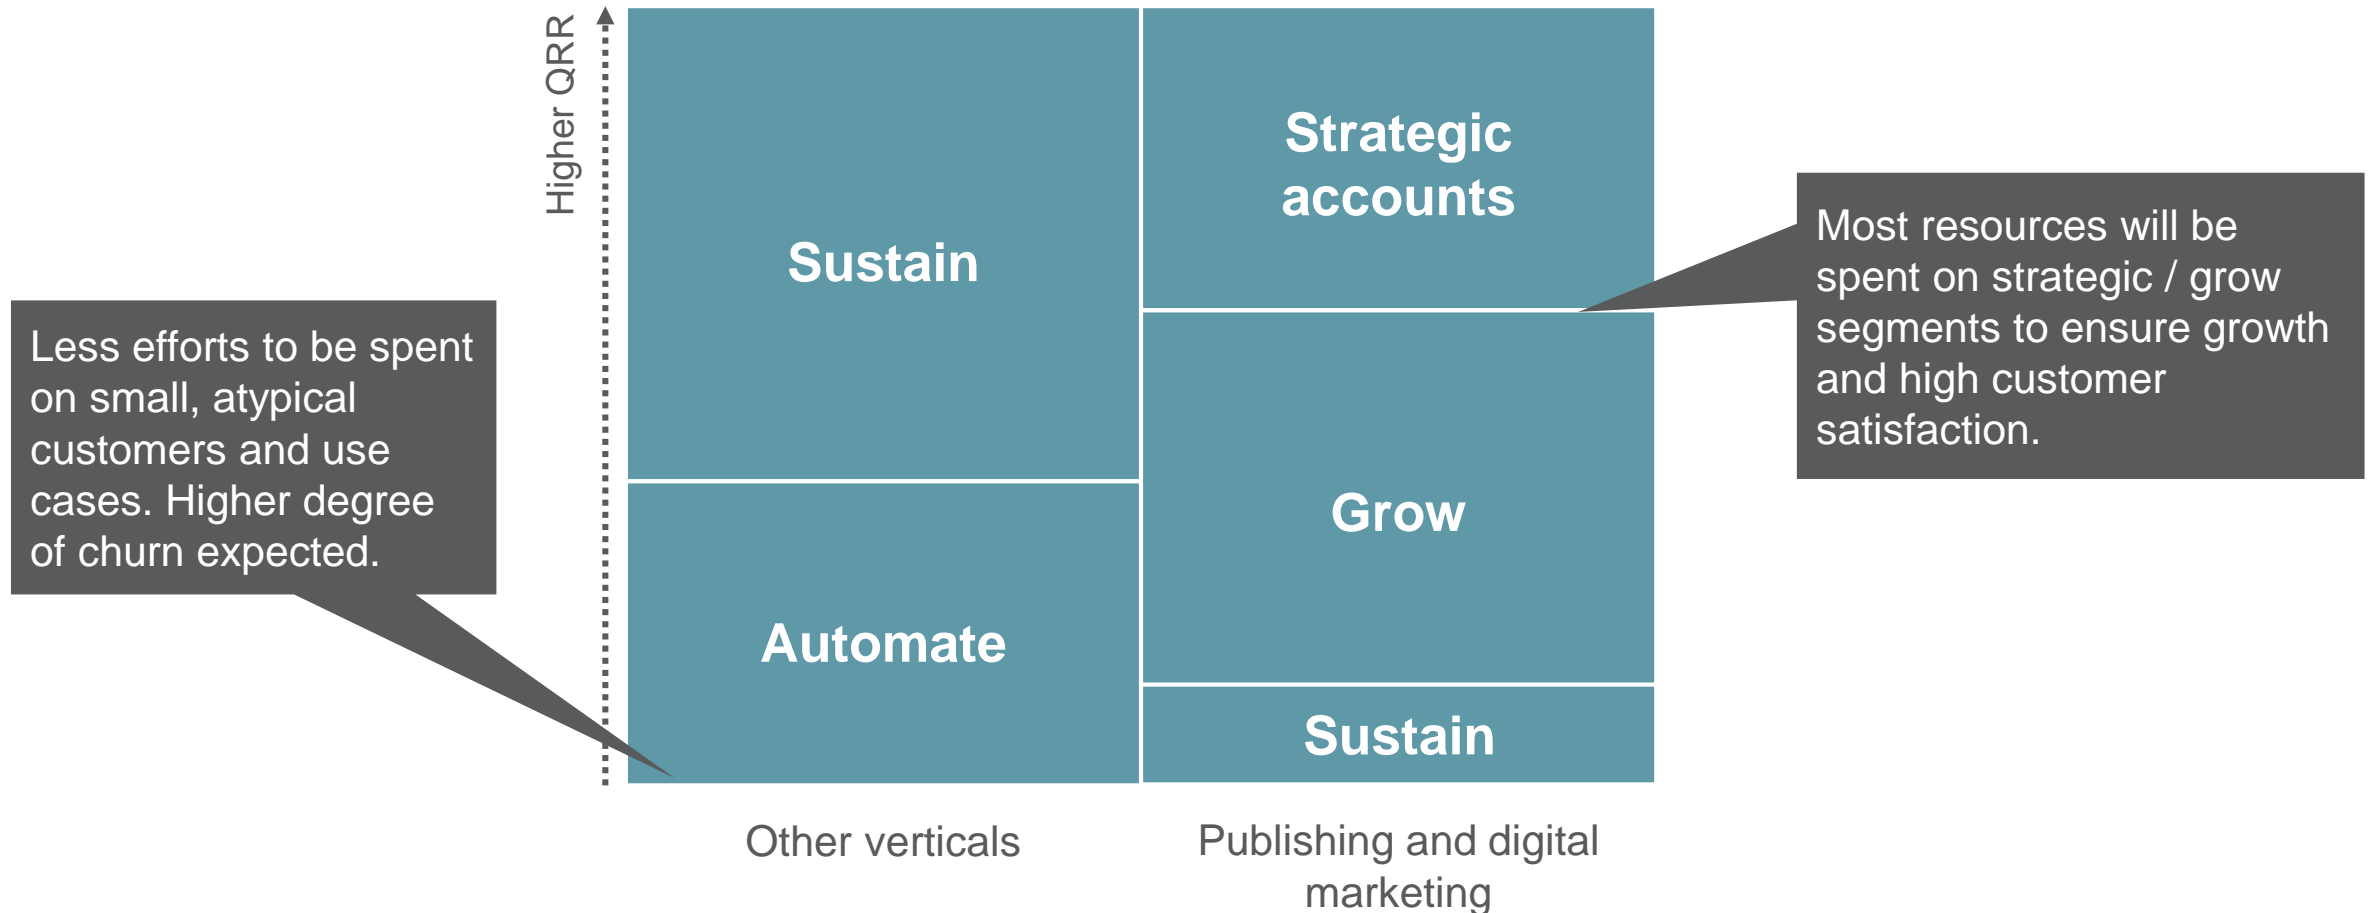 Higher QRR
Sustain
Automate
Strategic
accounts
Grow
Sustain
Less efforts to be spent
on small, atypical
customers and use
cases. Higher degree
of churn expected.
Most resources will be
spent on strategic / grow
segments to ensure growth
and high customer
satisfaction.
Other verticals
Publishing and digital
marketing